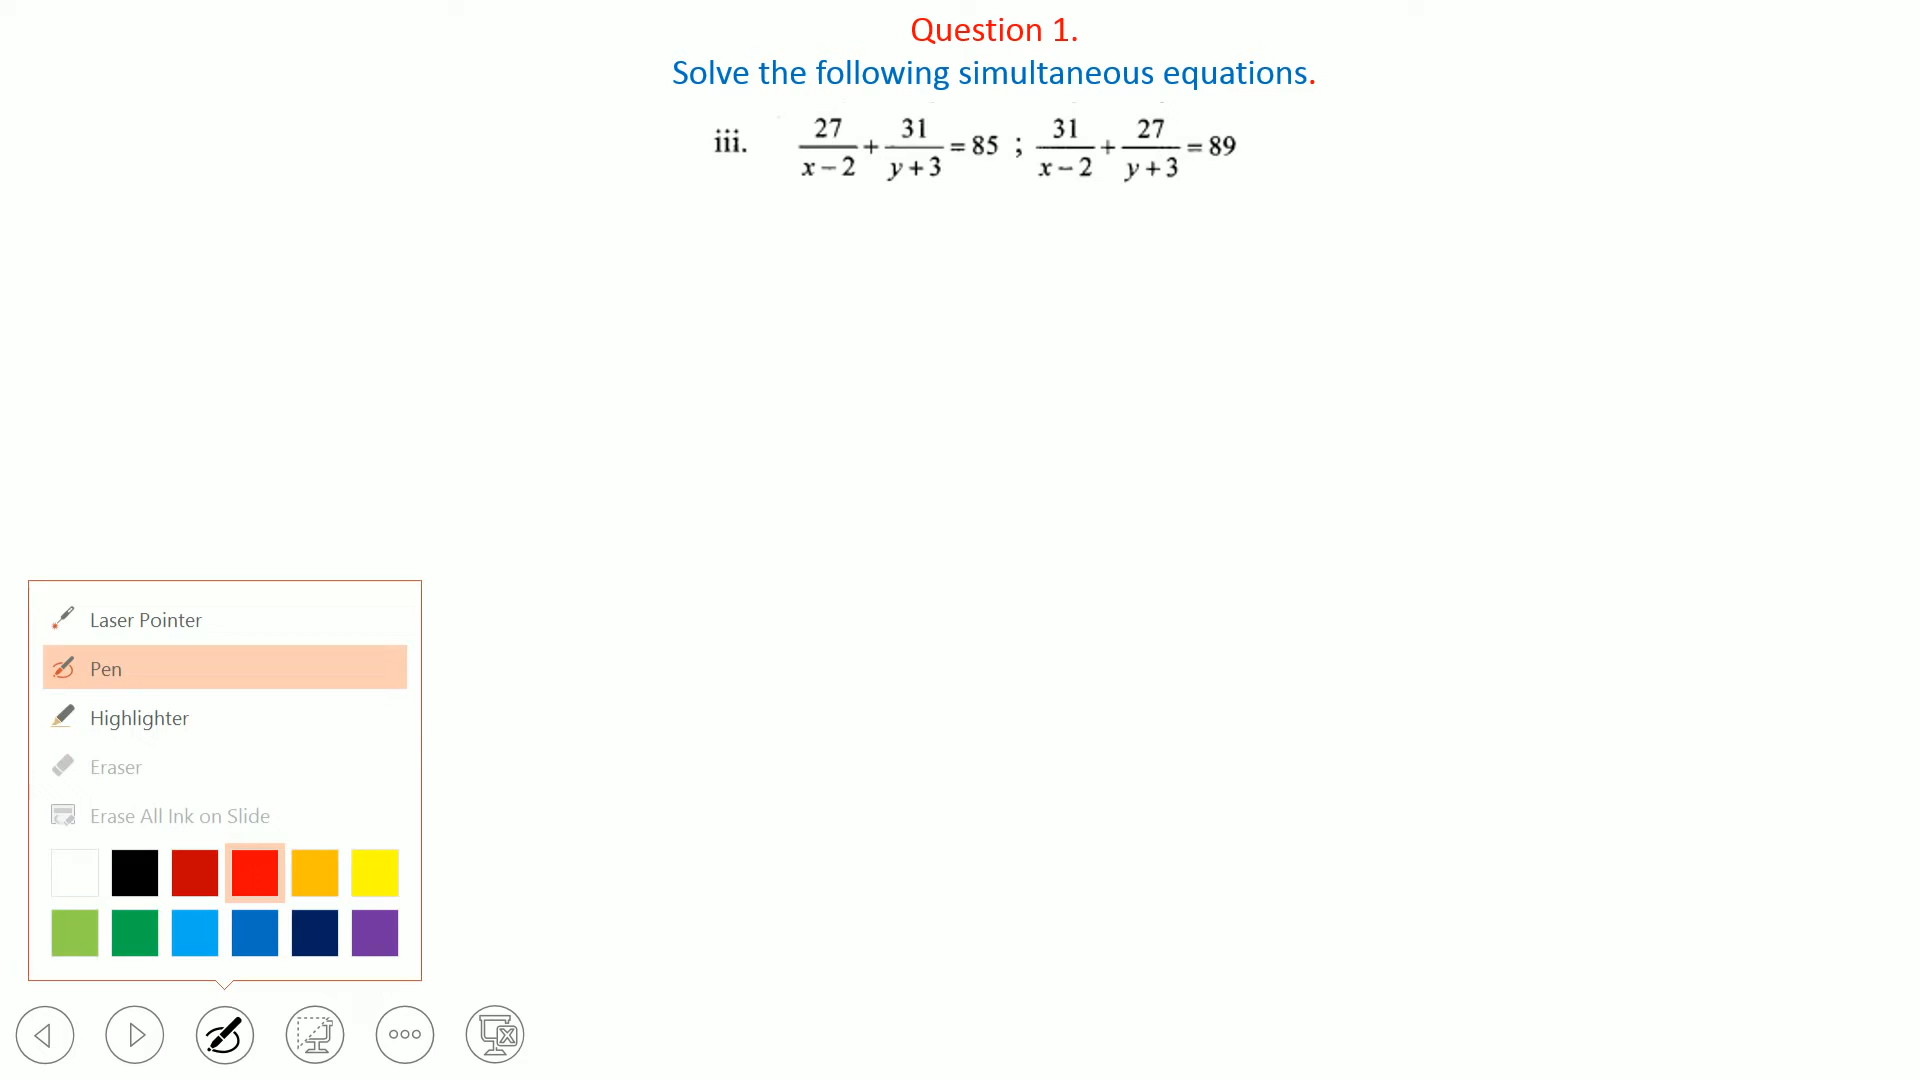 Question 1.
Solve the following simultaneous equations.
iii. 27/(x−2) + 31/(y+3) = 85 ; 31/(x−2) + 27/(y+3) = 89
Laser Pointer
Pen
Highlighter
Eraser
Erase All Ink on Slide